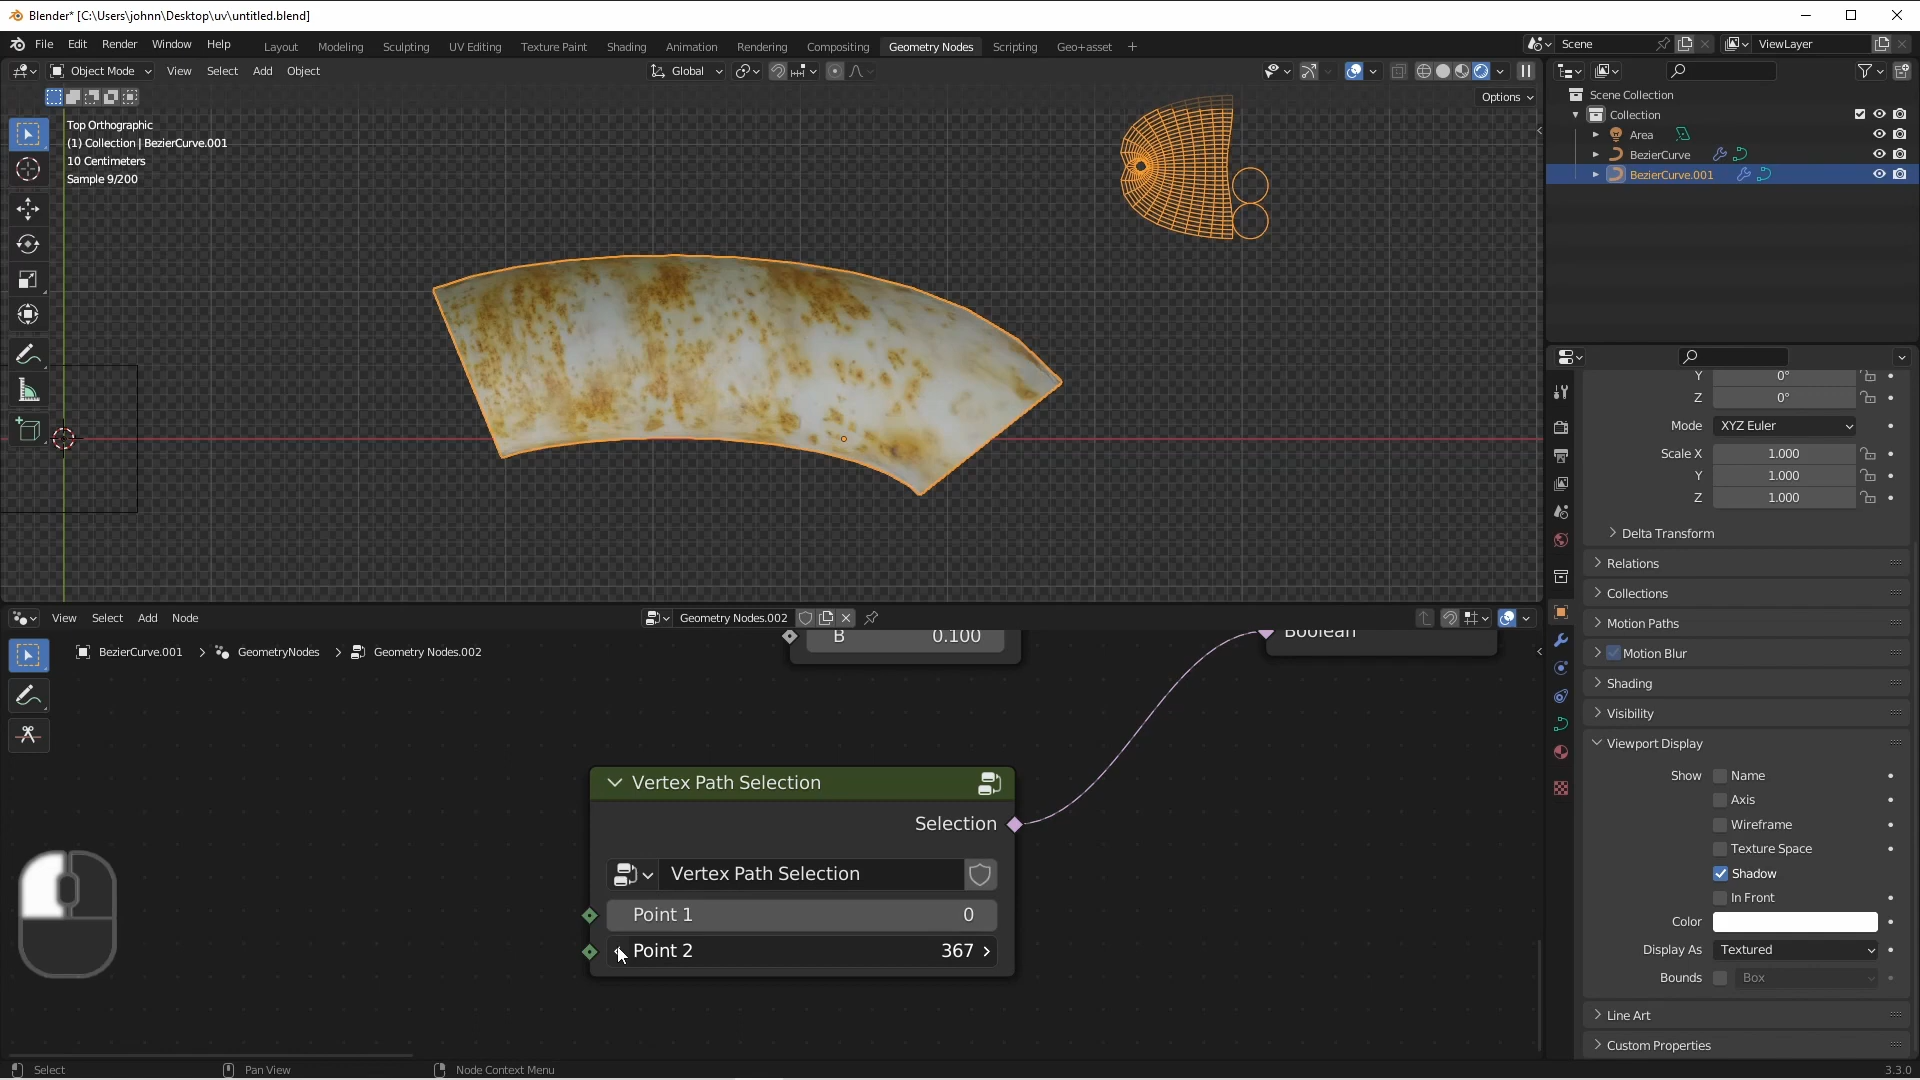 Blender* [C:\Users\johnn\Desktop\uv\untitled.blend]
File Edit Render Window Help Layout Modeling Sculpting UV Editing Texture Paint Shading Animation Rendering Compositing Geometry Nodes Scripting Geo+asset + Scene ViewLayer
Object Mode View Select Add Object Global
Options
Top Orthographic
(1) Collection | BezierCurve.001
10 Centimeters
Sample 9/200
Scene Collection
Collection
Area
BezierCurve
BezierCurve.001
Y 0°
Z 0°
Mode XYZ Euler
Scale X 1.000
Y 1.000
Z 1.000
Delta Transform
Relations
Collections
Motion Paths
Motion Blur
Shading
Visibility
Viewport Display
Show Name
Axis
Wireframe
Texture Space
Shadow
In Front
Color
Display As Textured
Bounds Box
Line Art
Custom Properties
View Select Add Node Geometry Nodes.002
BezierCurve.001 > GeometryNodes > Geometry Nodes.002
B 0.100
Boolean
Vertex Path Selection
Selection
Vertex Path Selection
Point 1 0
Point 2 367
Select Pan View Node Context Menu 3.3.0